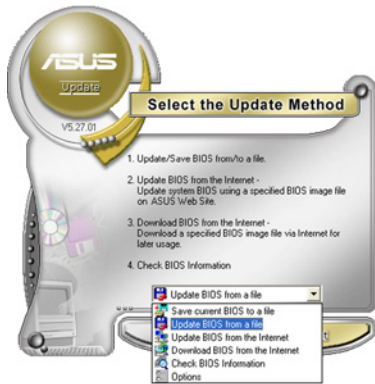 ASUS
Update
V5.27.01
Select the Update Method
1. Update/Save BIOS from/to a file.
2. Update BIOS from the Internet -
Update system BIOS using a specified BIOS image file
on ASUS Web Site.
3. Download BIOS from the Internet -
Download a specified BIOS image file via Internet for
later usage.
4. Check BIOS Information
Update BIOS from a file
Save current BIOS to a file
Update BIOS from a file
Update BIOS from the Internet
Download BIOS from the Internet
Check BIOS Information
Options